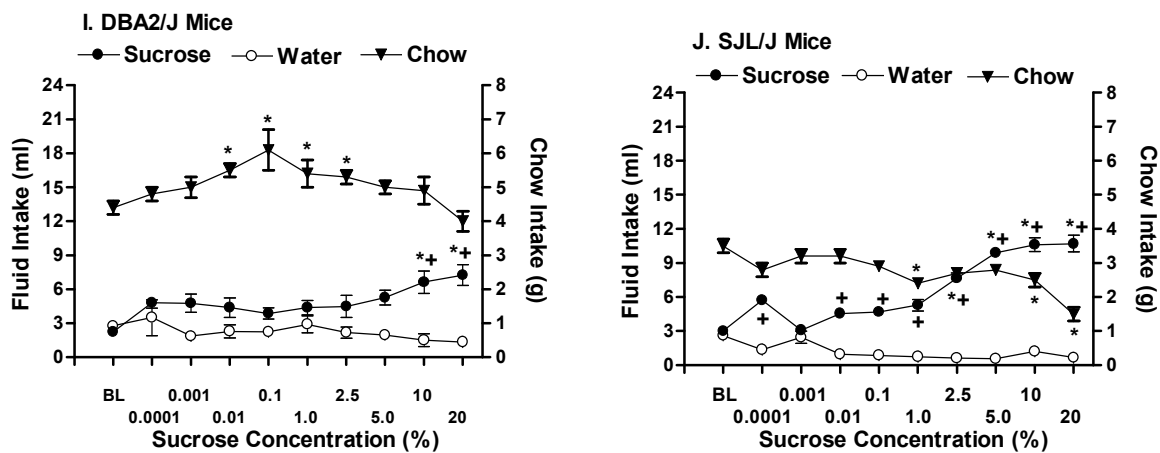 I. DBA2/J Mice
Sucrose Water Chow
24
21
18
15
12
9
6
3
0
Fluid Intake (ml)
8
7
6
5
4
3
2
1
0
Chow Intake (g)
* * * *
*+ *+
BL 0.001 0.1 2.5 10
0.0001 0.01 1.0 5.0 20
Sucrose Concentration (%)
J. SJL/J Mice
Sucrose Water Chow
24
21
18
15
12
9
6
3
0
Fluid Intake (ml)
8
7
6
5
4
3
2
1
0
Chow Intake (g)
*+ *+ *+
*
+ + *+ *
+ + *
BL 0.001 0.1 2.5 10
0.0001 0.01 1.0 5.0 20
Sucrose Concentration (%)